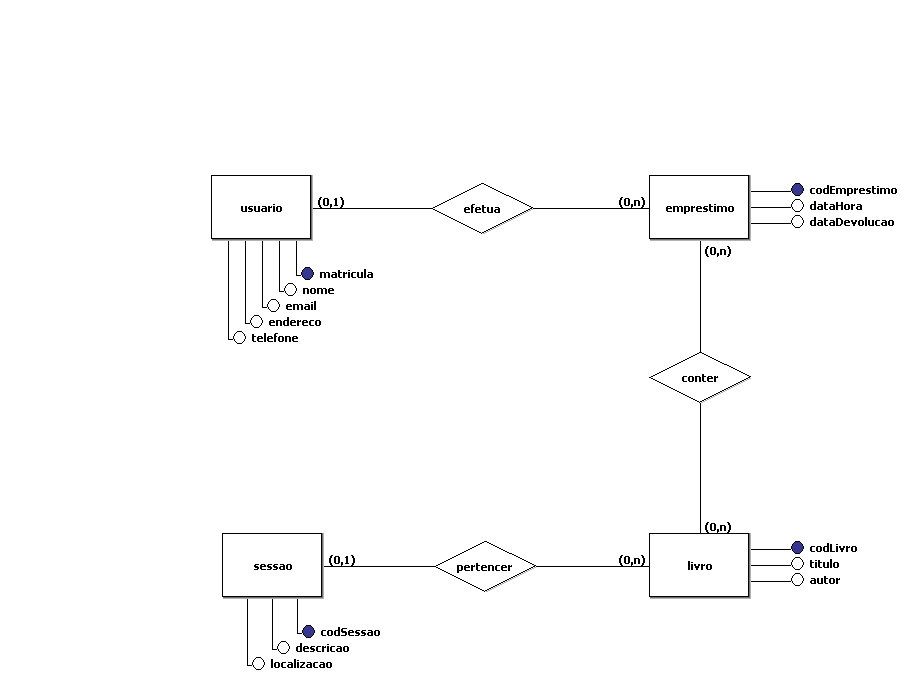 usuario
(0,1)
efetua
(0,n)
emprestimo
codEmprestimo
dataHora
dataDevolucao
(0,n)
matricula
nome
email
endereco
telefone
conter
(0,n)
sessao
(0,1)
pertencer
(0,n)
livro
codLivro
titulo
autor
codSessao
descricao
localizacao